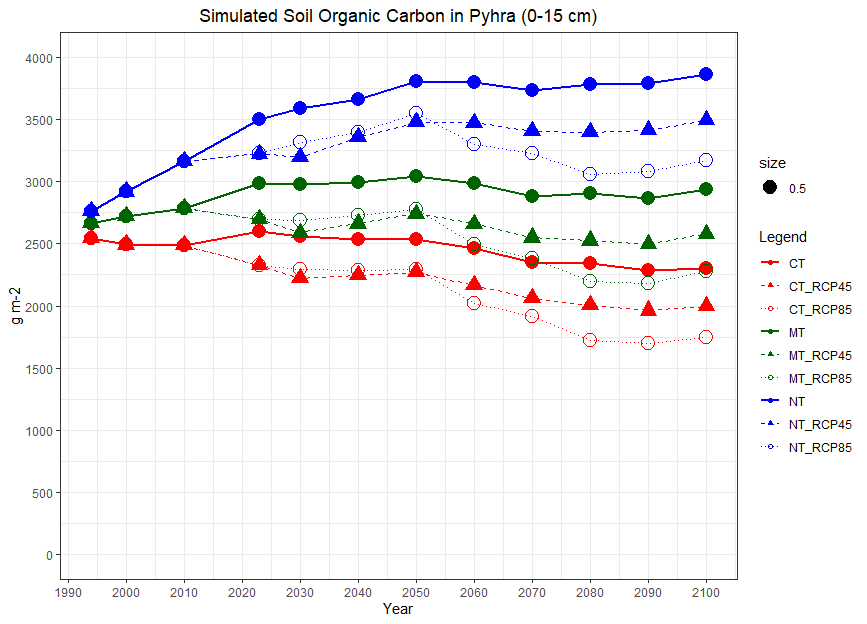 Simulated Soil Organic Carbon in Pyhra (0-15 cm)
g m-2
4000
3500
3000
2500
2000
1500
1000
500
0
1990 2000 2010 2020 2030 2040 2050 2060 2070 2080 2090 2100
Year
size
0.5
Legend
CT
CT_RCP45
CT_RCP85
MT
MT_RCP45
MT_RCP85
NT
NT_RCP45
NT_RCP85